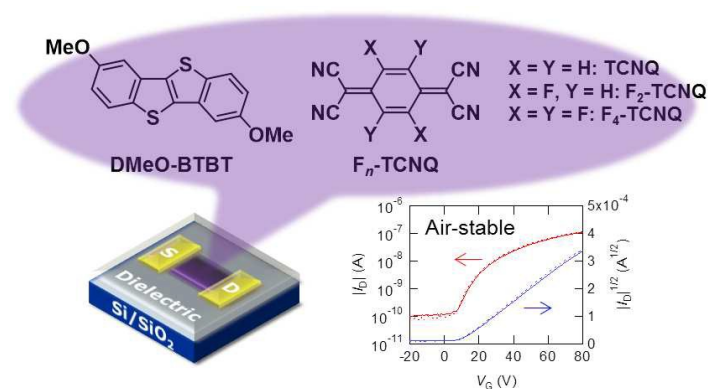 MeO
S
S
OMe
DMeO-BTBT
X Y
NC CN
NC CN
Y X
Fn-TCNQ
X = Y = H: TCNQ
X = F, Y = H: F2-TCNQ
X = Y = F: F4-TCNQ
S
D
Dielectric
Si/SiO2
Air-stable
|ID| (A)
10-6
10-7
10-8
10-9
10-10
10-11
5x10-4
4
3
2
1
0
|ID|1/2 (A1/2)
-20 0 20 40 60 80
VG (V)